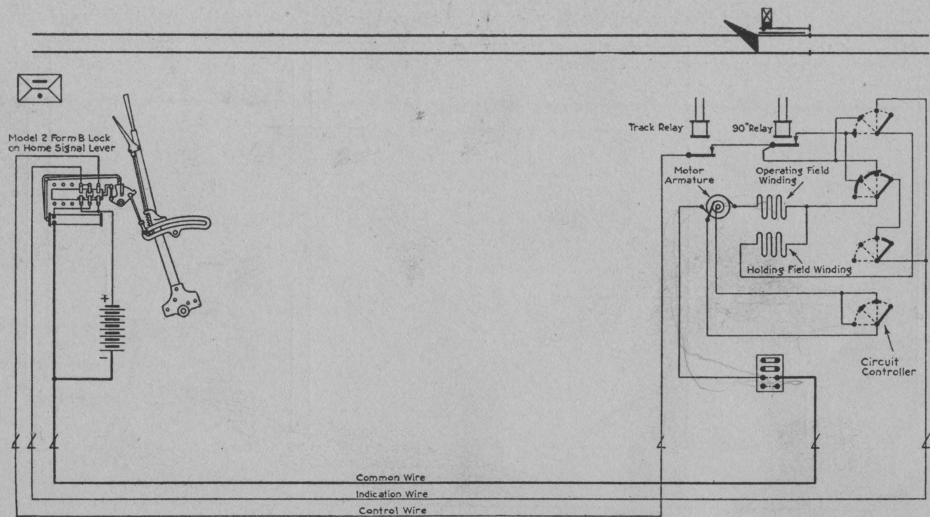 Model 2 Form B Lock
on Home Signal Lever
+
−
Track Relay
90° Relay
Motor
Armature
Operating Field
Winding
Holding Field Winding
Circuit
Controller
Common Wire
Indication Wire
Control Wire